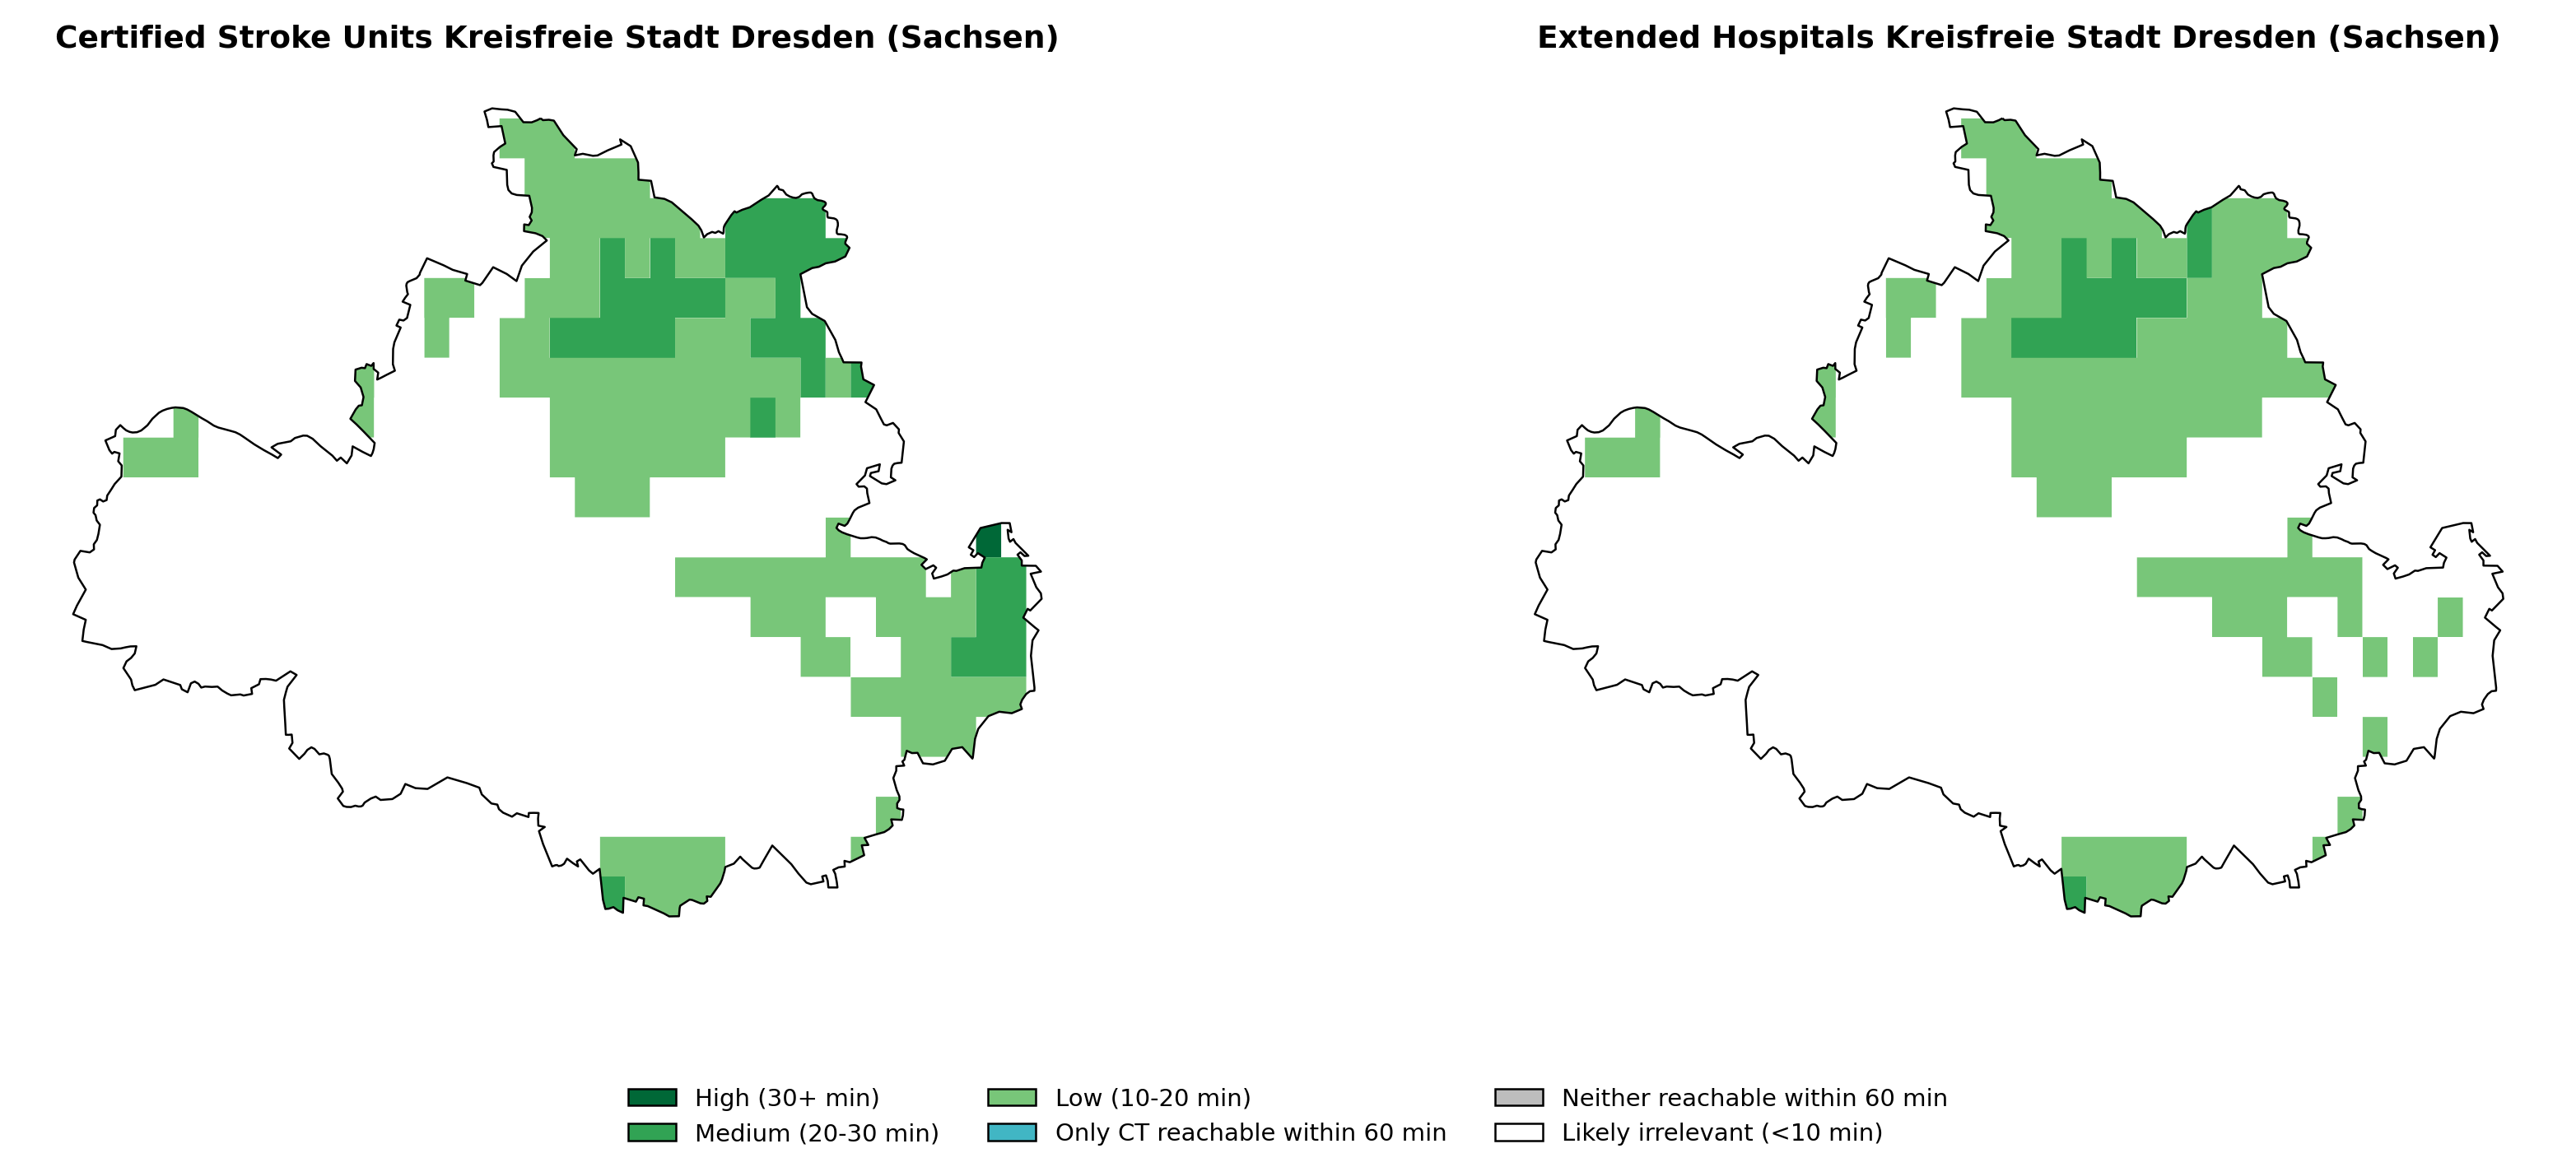 Certified Stroke Units Kreisfreie Stadt Dresden (Sachsen)
Extended Hospitals Kreisfreie Stadt Dresden (Sachsen)
High (30+ min)
Medium (20-30 min)
Low (10-20 min)
Only CT reachable within 60 min
Neither reachable within 60 min
Likely irrelevant (<10 min)